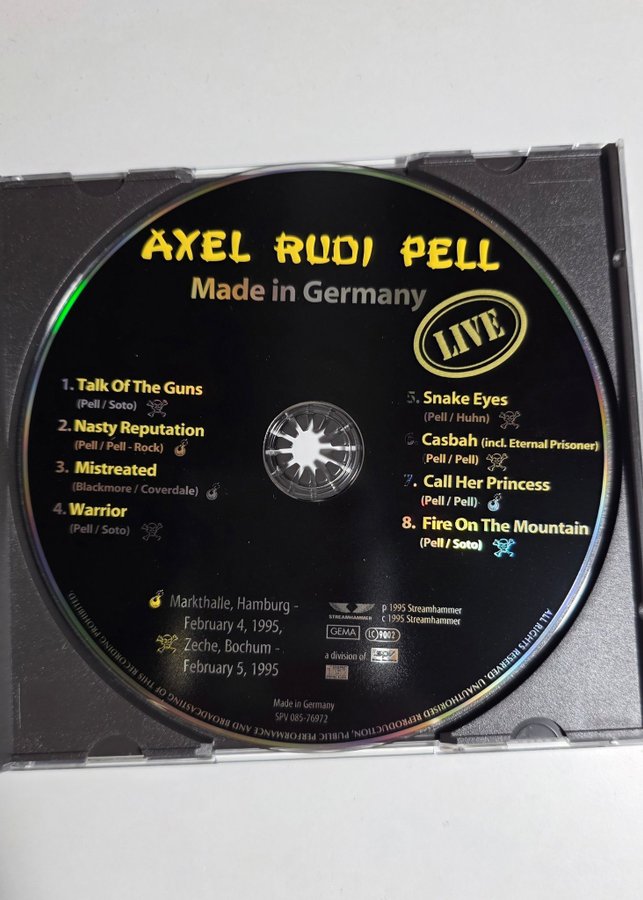 AXEL RUDI PELL
Made in Germany
LIVE
1. Talk Of The Guns
(Pell / Soto)
2. Nasty Reputation
(Pell / Pell - Rock)
3. Mistreated
(Blackmore / Coverdale)
4. Warrior
(Pell / Soto)
5. Snake Eyes
(Pell / Huhn)
6. Casbah (incl. Eternal Prisoner)
(Pell / Pell)
7. Call Her Princess
(Pell / Pell)
8. Fire On The Mountain
(Pell / Soto)
Markthalle, Hamburg -
February 4, 1995,
Zeche, Bochum -
February 5, 1995
STREAMHAMMER
p 1995 Streamhammer
c 1995 Streamhammer
GEMA
LC 9002
a division of
Made in Germany
SPV 085-76972
ALL RIGHTS RESERVED. UNAUTHORISED REPRODUCTION, PUBLIC PERFORMANCE AND BROADCASTING OF THIS RECORDING PROHIBITED.